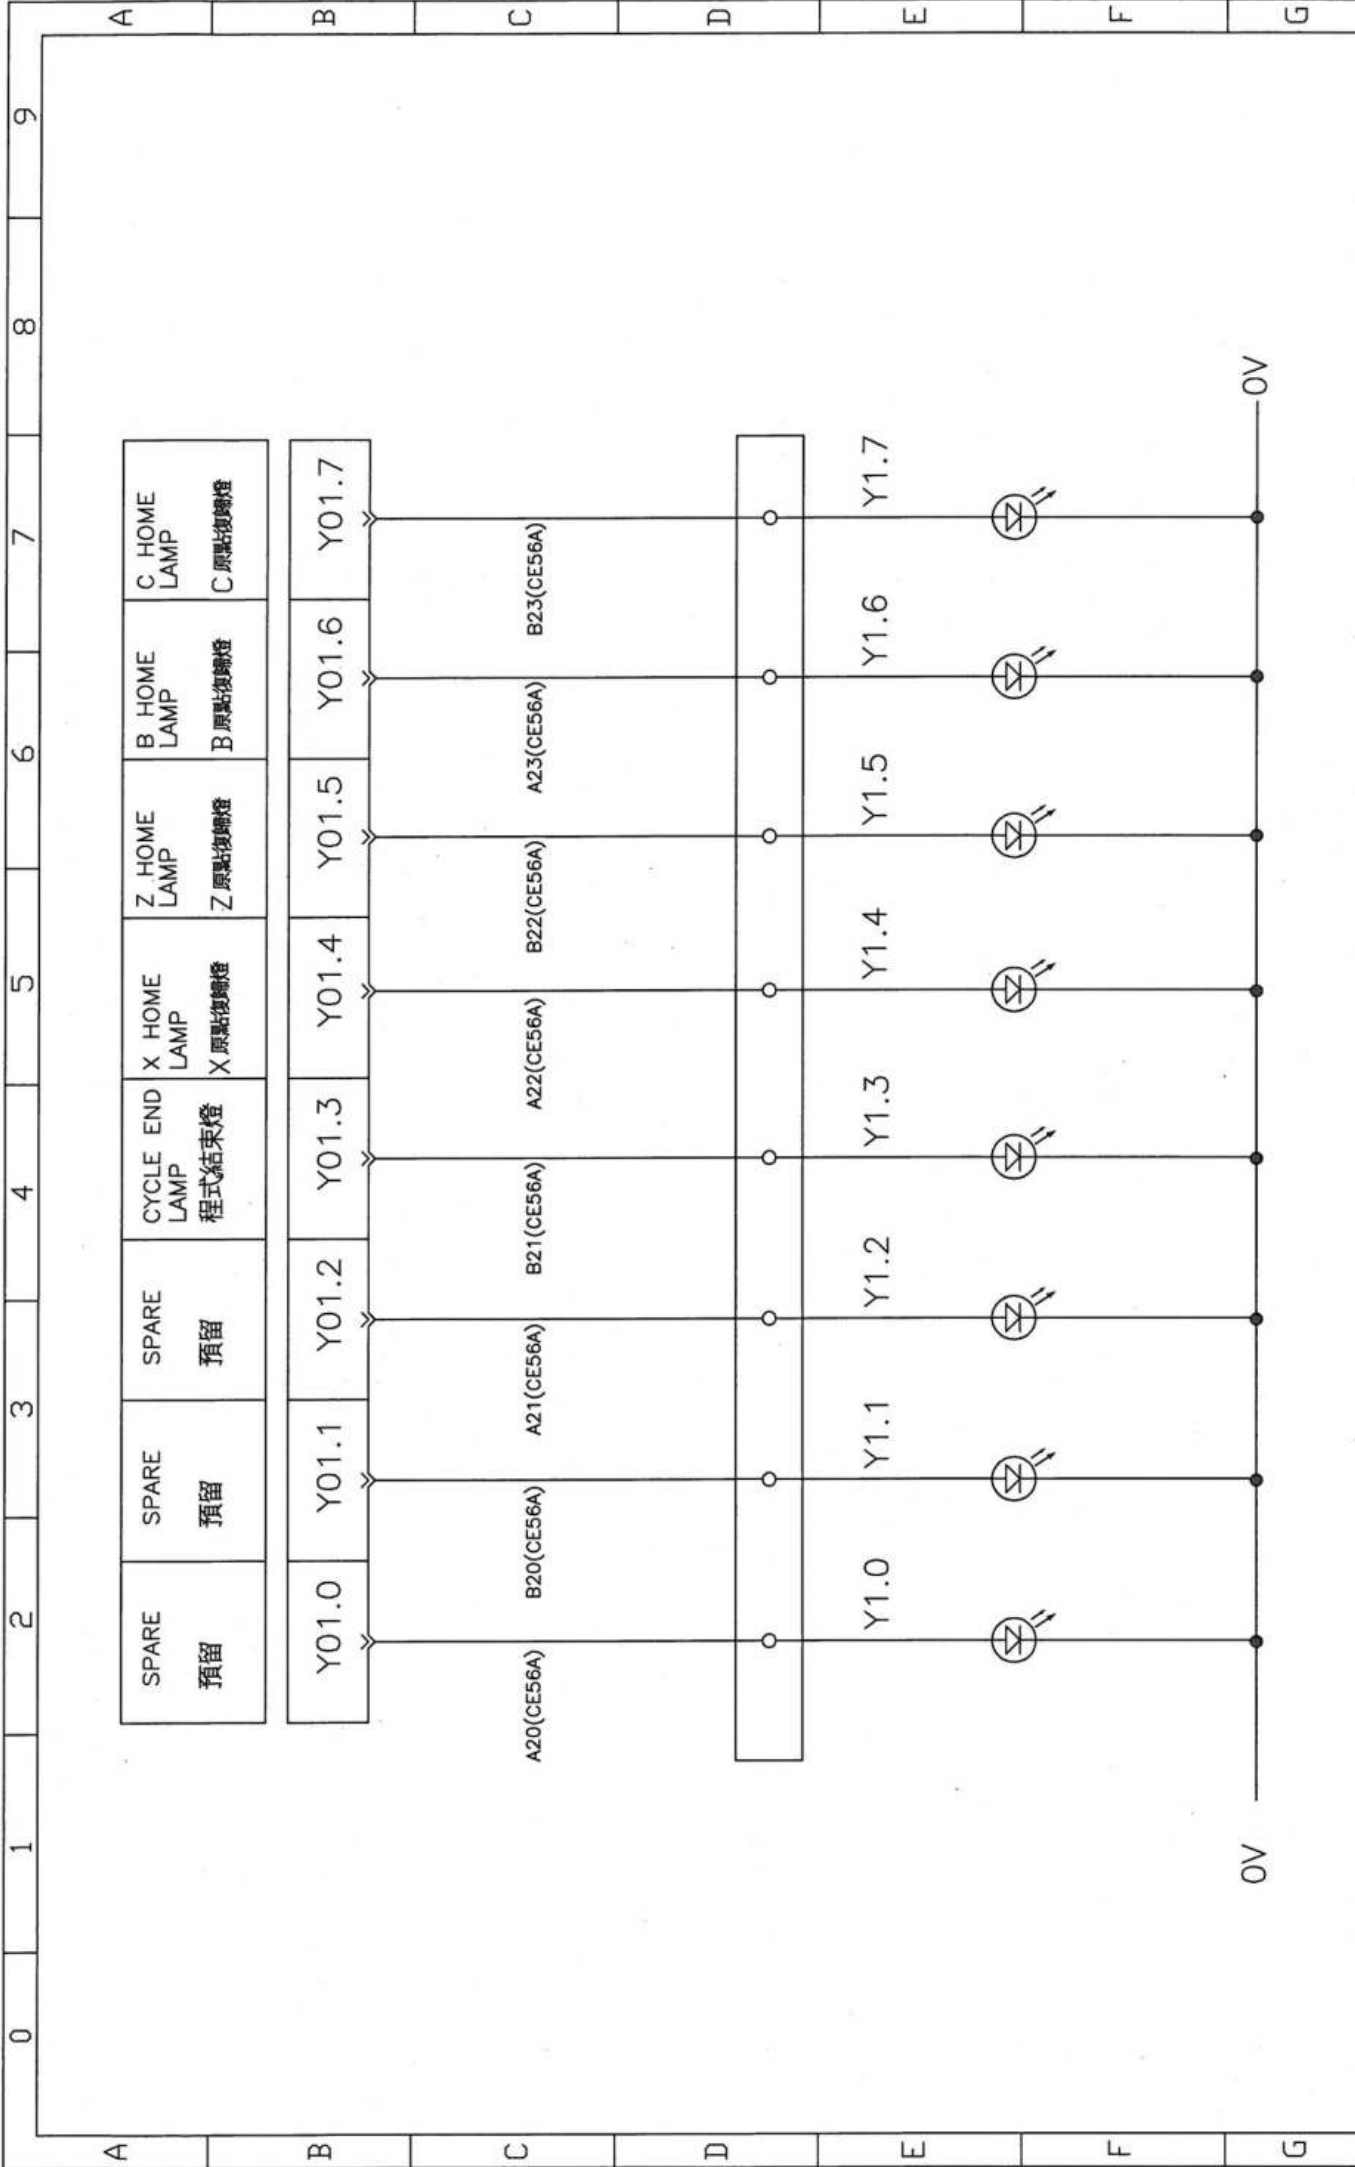 0 1 2 3 4 5 6 7 8 9
A A
B B
C C
D D
E E
F F
G G
SPARE
預留
SPARE
預留
SPARE
預留
CYCLE END
LAMP
程式結束燈
X HOME
LAMP
X原點復歸燈
Z HOME
LAMP
Z原點復歸燈
B HOME
LAMP
B原點復歸燈
C HOME
LAMP
C原點復歸燈
Y01.0 Y01.1 Y01.2 Y01.3 Y01.4 Y01.5 Y01.6 Y01.7
A20(CE56A) B20(CE56A) A21(CE56A) B21(CE56A) A22(CE56A) B22(CE56A) A23(CE56A) B23(CE56A)
Y1.0 Y1.1 Y1.2 Y1.3 Y1.4 Y1.5 Y1.6 Y1.7
0V 0V